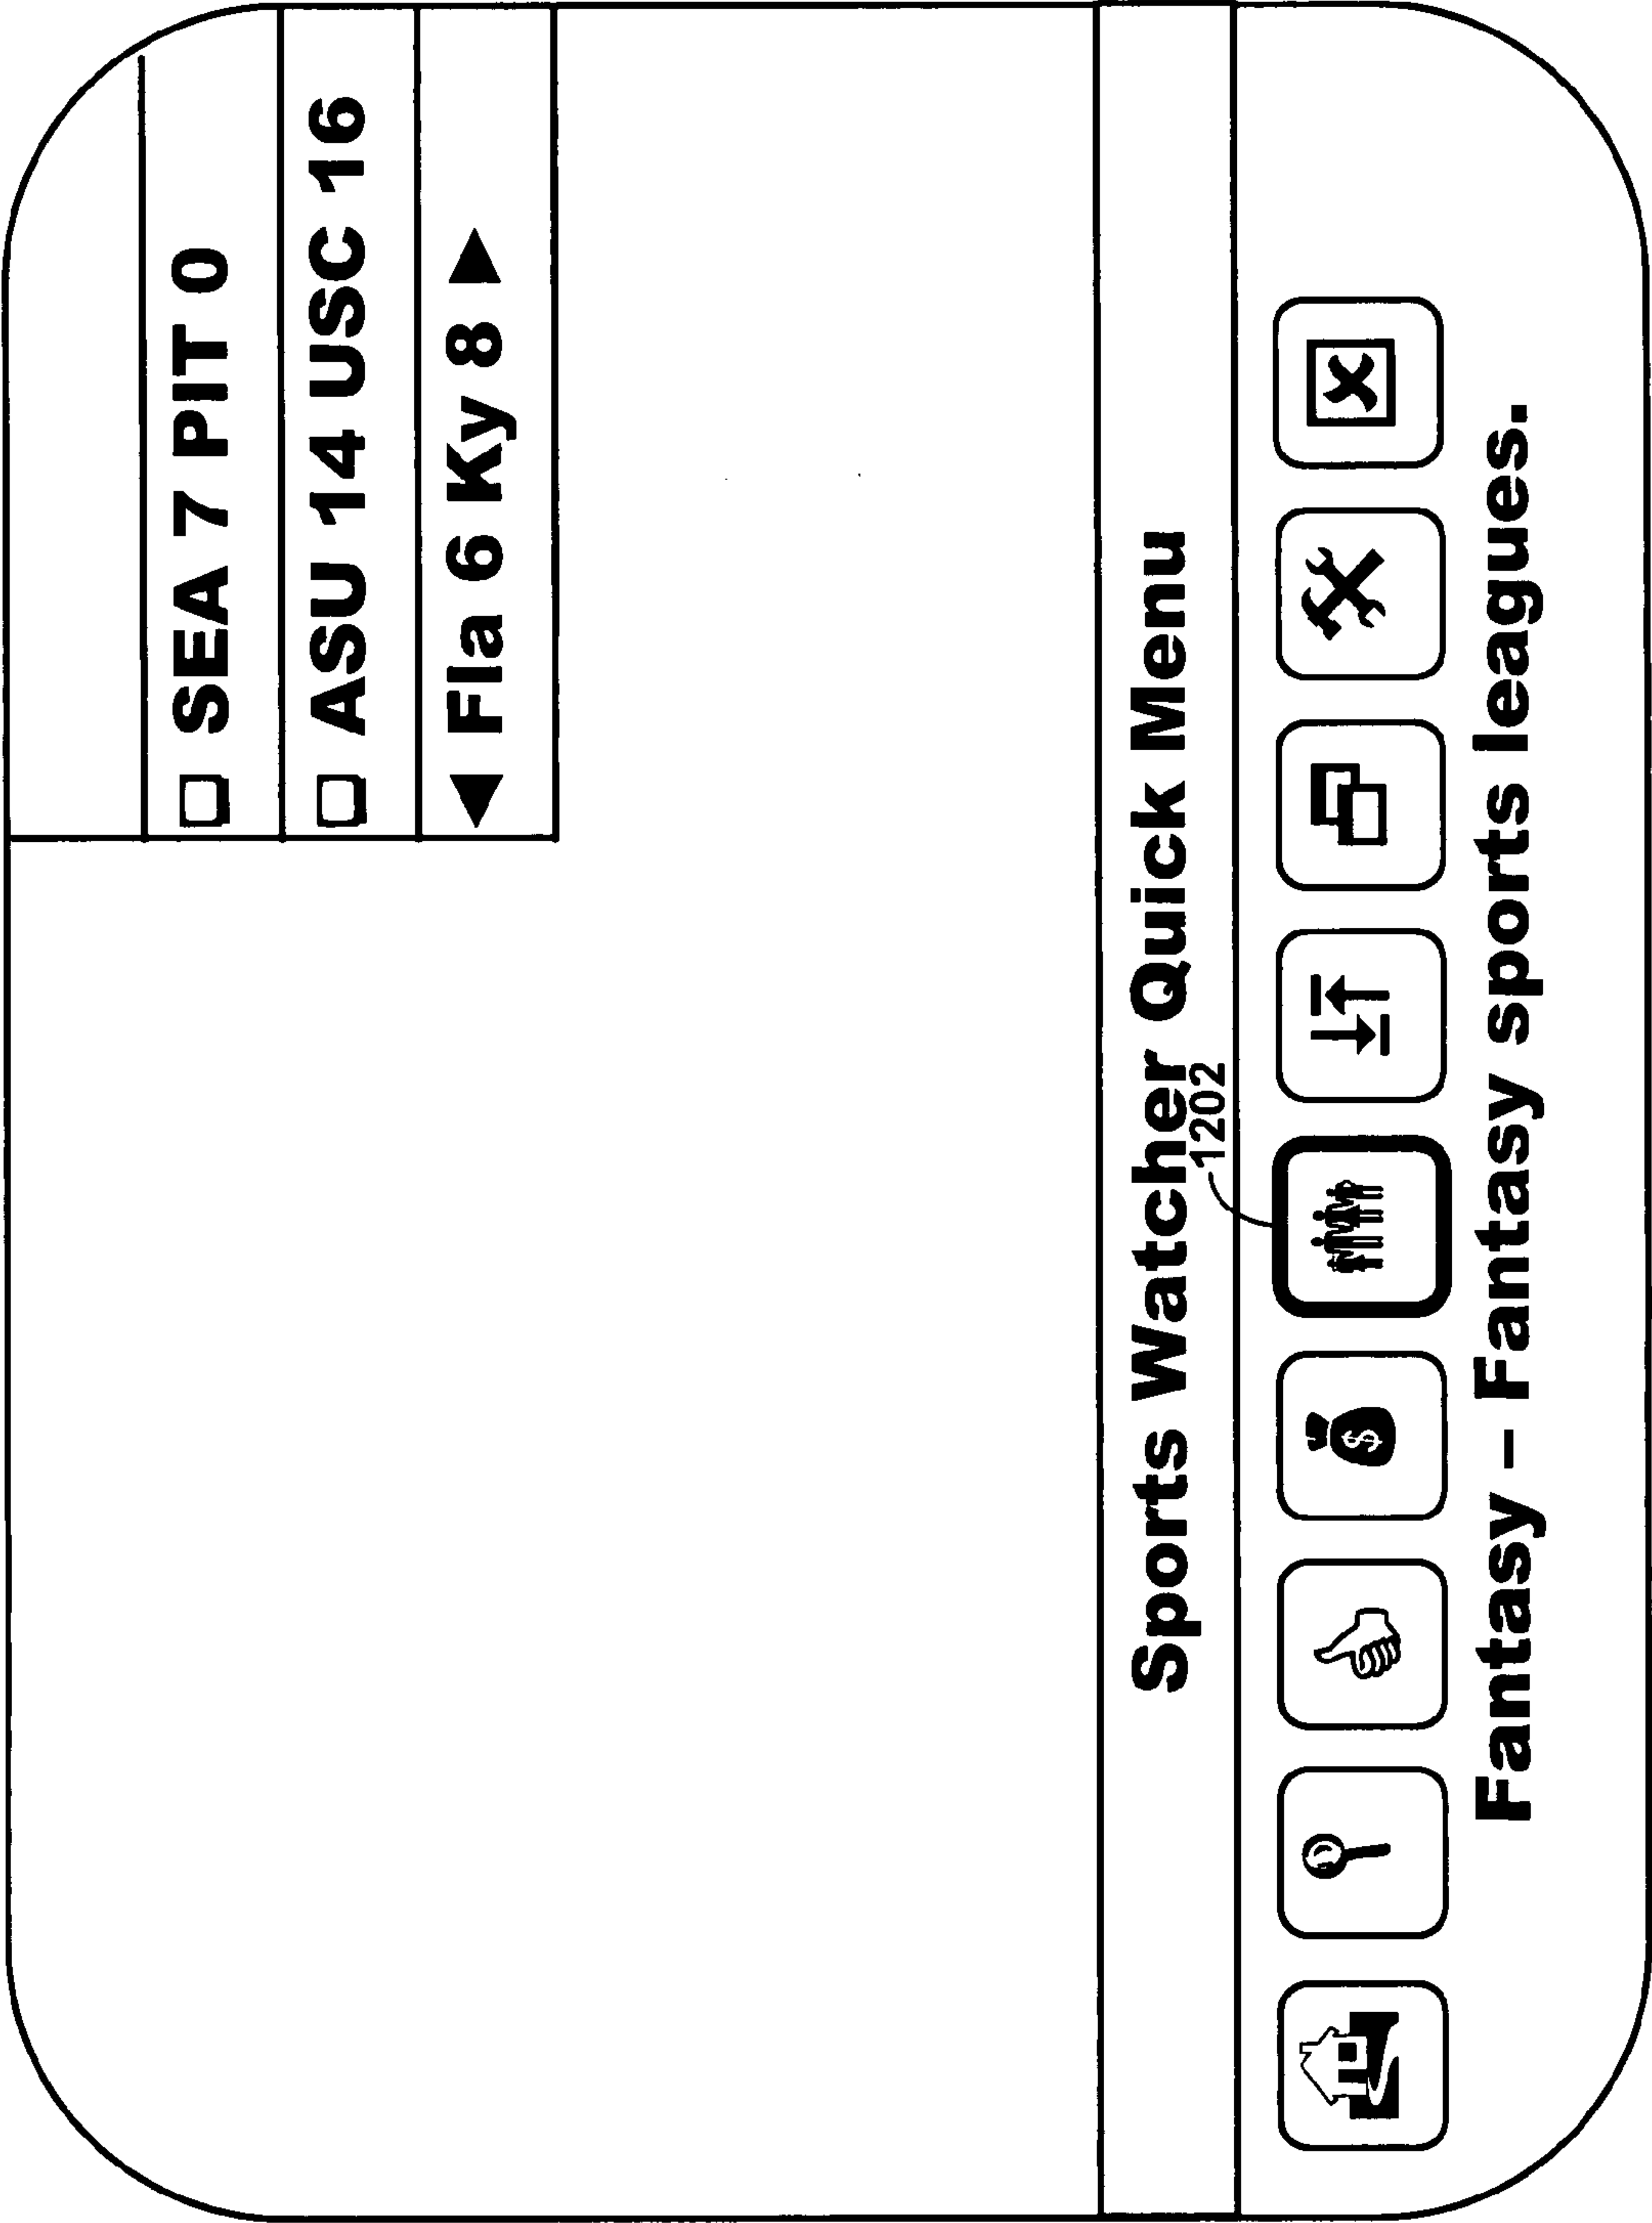 SEA 7 PIT 0
ASU 14 USC 16
Fla 6 Ky 8
Sports Watcher Quick Menu
1202
$
Fantasy – Fantasy sports leagues.